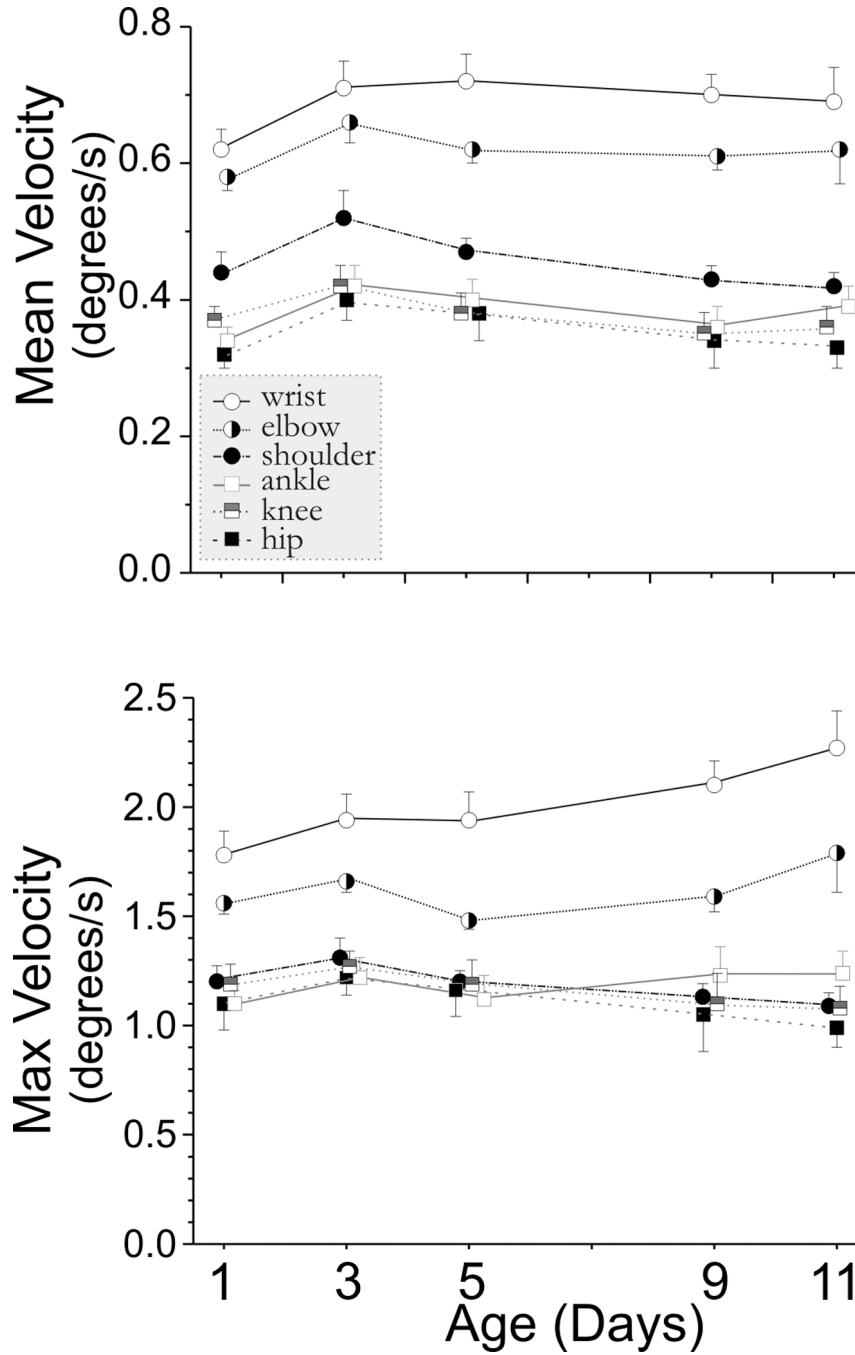 Mean Velocity
(degrees/s)
0.8
0.6
0.4
0.2
0.0
wrist
elbow
shoulder
ankle
knee
hip
Max Velocity
(degrees/s)
2.5
2.0
1.5
1.0
0.5
0.0
1 3 5 9 11
Age (Days)